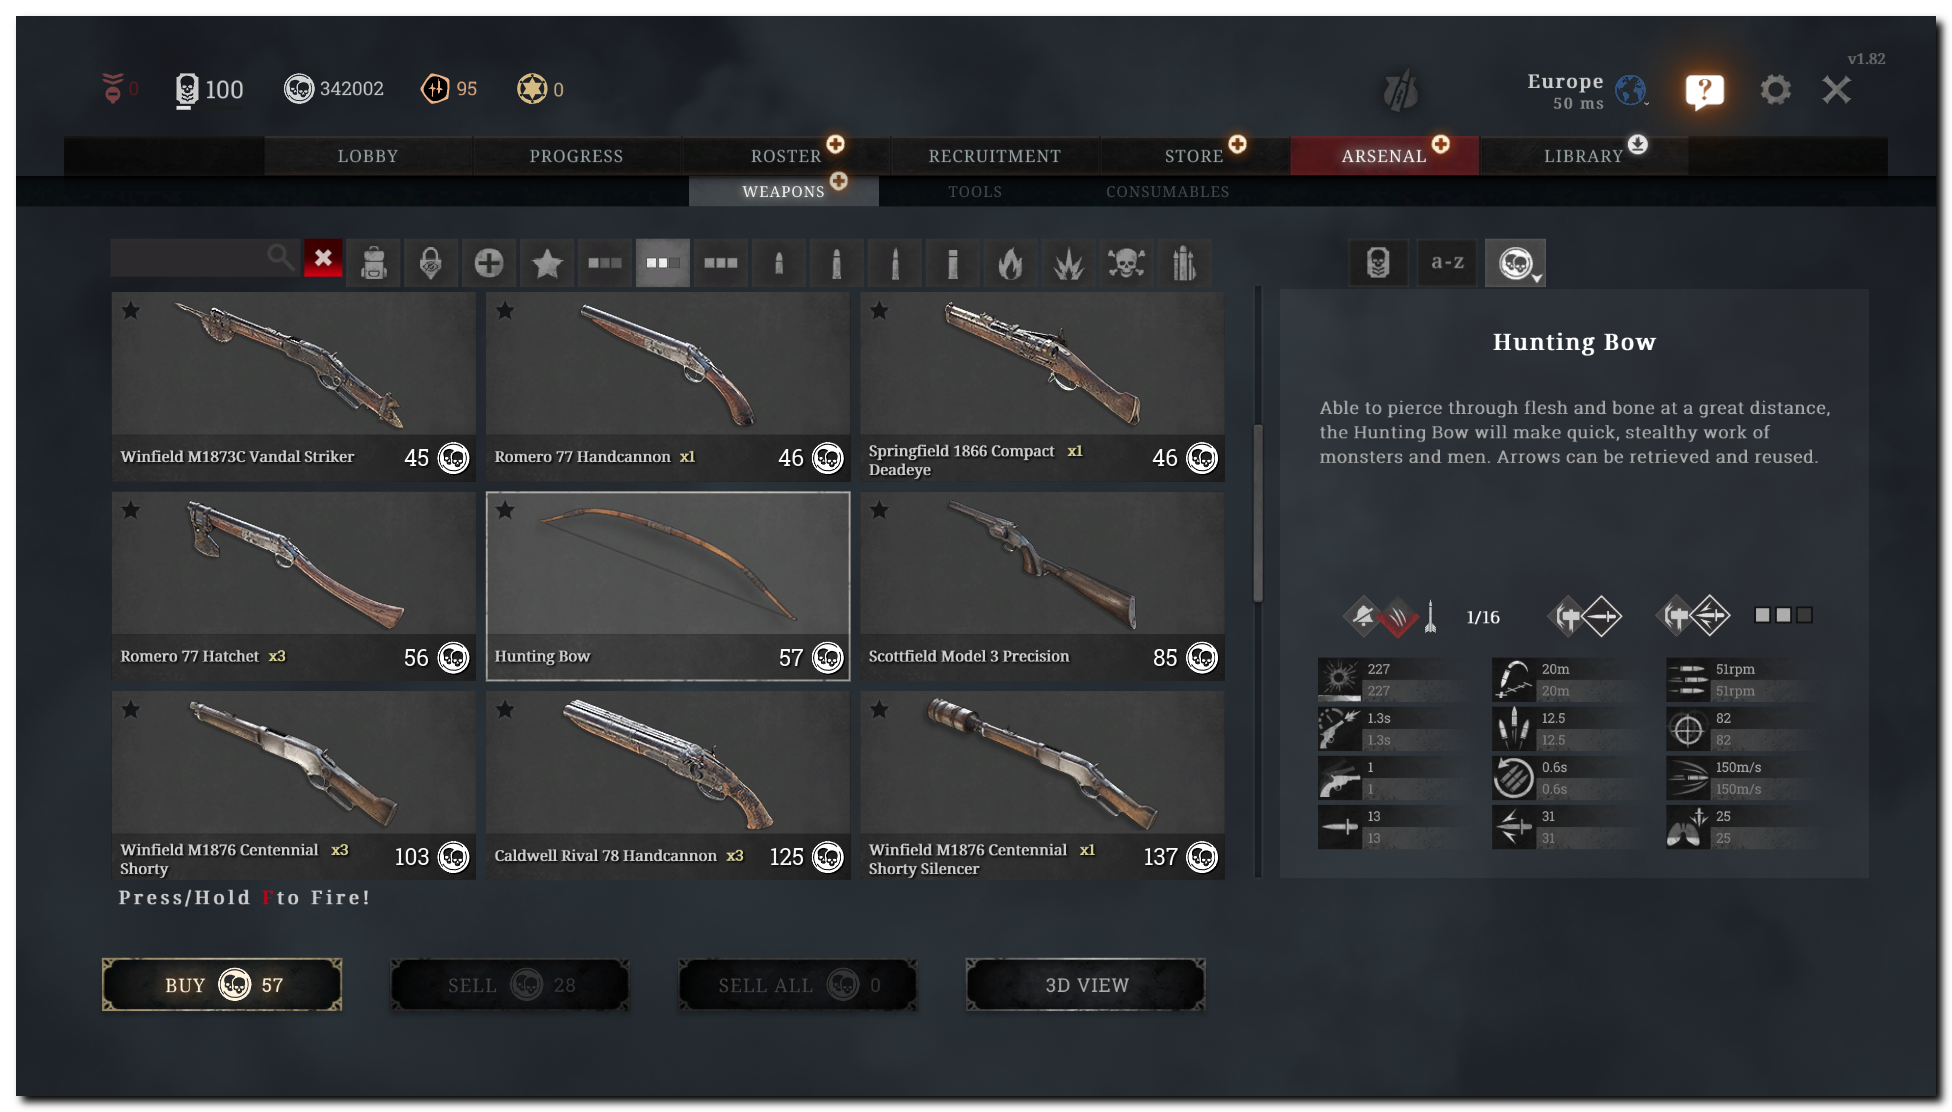 v1.82
0
100
342002
95
0
Europe
50 ms
?
LOBBY
PROGRESS
ROSTER
RECRUITMENT
STORE
ARSENAL
LIBRARY
WEAPONS
TOOLS
CONSUMABLES
a-z
Winfield M1873C Vandal Striker
45
Romero 77 Handcannon x1
46
Springfield 1866 Compact x1
Deadeye
46
Romero 77 Hatchet x3
56
Hunting Bow
57
Scottfield Model 3 Precision
85
Winfield M1876 Centennial x3
Shorty
103
Caldwell Rival 78 Handcannon x3
125
Winfield M1876 Centennial x1
Shorty Silencer
137
Press/Hold F to Fire!
BUY 57
SELL 28
SELL ALL 0
3D VIEW
Hunting Bow
Able to pierce through flesh and bone at a great distance,
the Hunting Bow will make quick, stealthy work of
monsters and men. Arrows can be retrieved and reused.
1/16
227
227
20m
20m
51rpm
51rpm
1.3s
1.3s
12.5
12.5
82
82
1
1
0.6s
0.6s
150m/s
150m/s
13
13
31
31
25
25